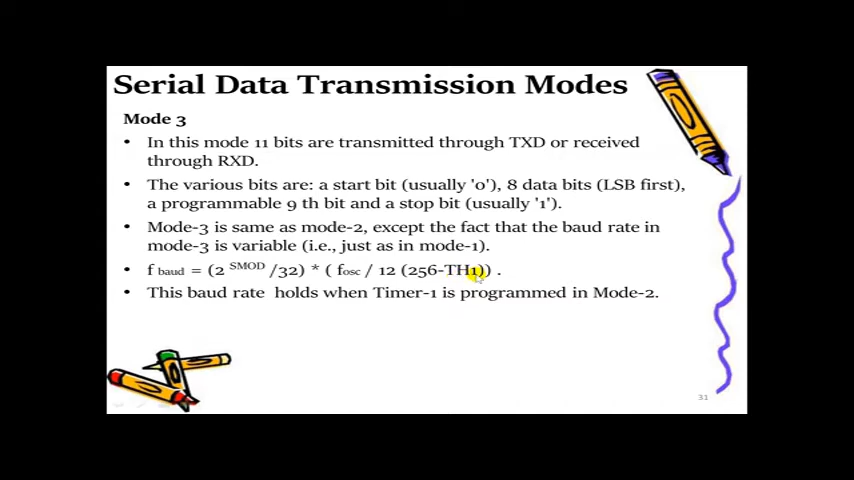 Serial Data Transmission Modes
Mode 3
• In this mode 11 bits are transmitted through TXD or received
through RXD.
• The various bits are: a start bit (usually '0'), 8 data bits (LSB first),
a programmable 9 th bit and a stop bit (usually '1').
• Mode-3 is same as mode-2, except the fact that the baud rate in
mode-3 is variable (i.e., just as in mode-1).
• f baud = (2 SMOD /32) * ( fosc / 12 (256-TH1)) .
• This baud rate holds when Timer-1 is programmed in Mode-2.
31